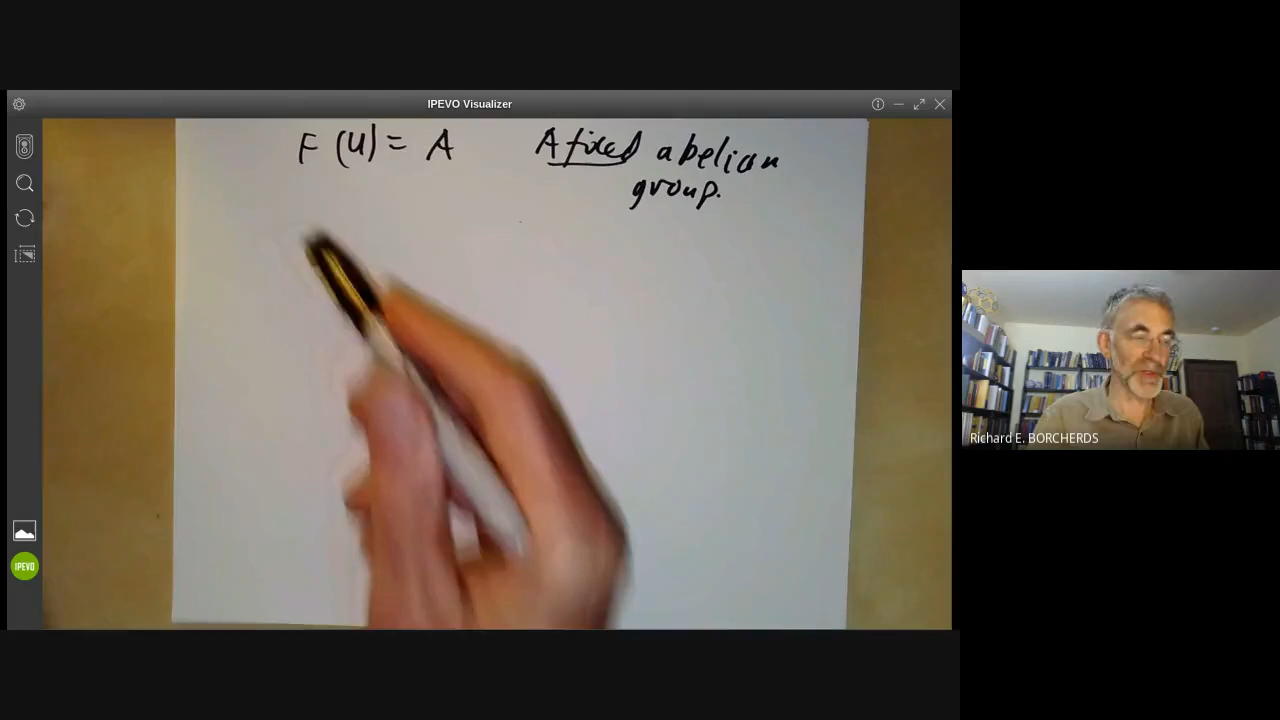 IPEVO Visualizer
F (U) = A A fixed abelian
group.
IPEVO
Richard E. BORCHERDS